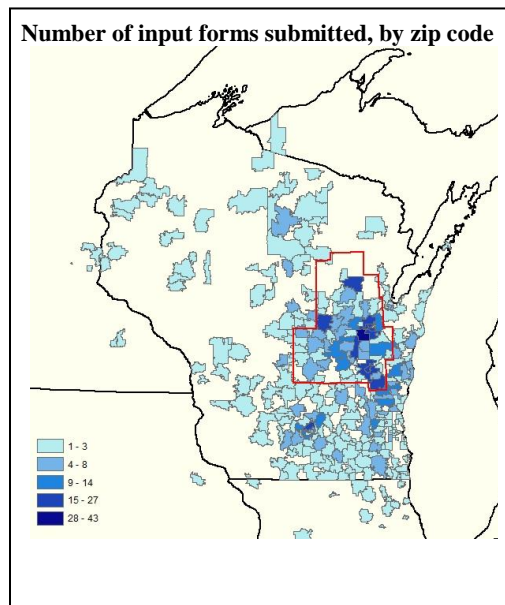 Number of input forms submitted, by zip code
1 - 3
4 - 8
9 - 14
15 - 27
28 - 43